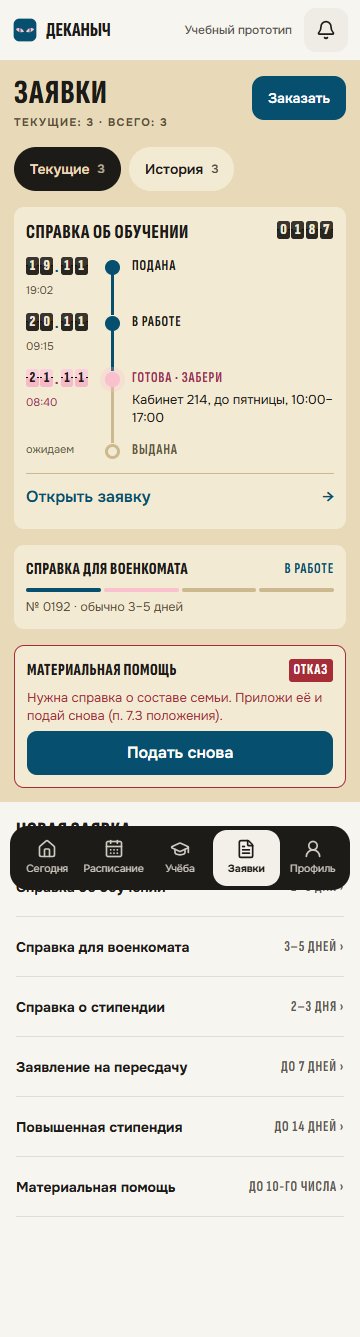 ДЕКАНЫЧ
Учебный прототип
ЗАЯВКИ
ТЕКУЩИЕ: 3 · ВСЕГО: 3
Заказать
Текущие 3
История 3
СПРАВКА ОБ ОБУЧЕНИИ
0187
19.11
ПОДАНА
19:02
20.11
В РАБОТЕ
09:15
21.11
ГОТОВА · ЗАБЕРИ
08:40
Кабинет 214, до пятницы, 10:00–
17:00
ожидаем
ВЫДАНА
Открыть заявку →
СПРАВКА ДЛЯ ВОЕНКОМАТА
В РАБОТЕ
№ 0192 · обычно 3–5 дней
МАТЕРИАЛЬНАЯ ПОМОЩЬ
ОТКАЗ
Нужна справка о составе семьи. Приложи её и
подай снова (п. 7.3 положения).
Подать снова
Сегодня
Расписание
Учёба
Заявки
Профиль
Справка для военкомата
3–5 ДНЕЙ ›
Справка о стипендии
2–3 ДНЯ ›
Заявление на пересдачу
ДО 7 ДНЕЙ ›
Повышенная стипендия
ДО 14 ДНЕЙ ›
Материальная помощь
ДО 10-ГО ЧИСЛА ›